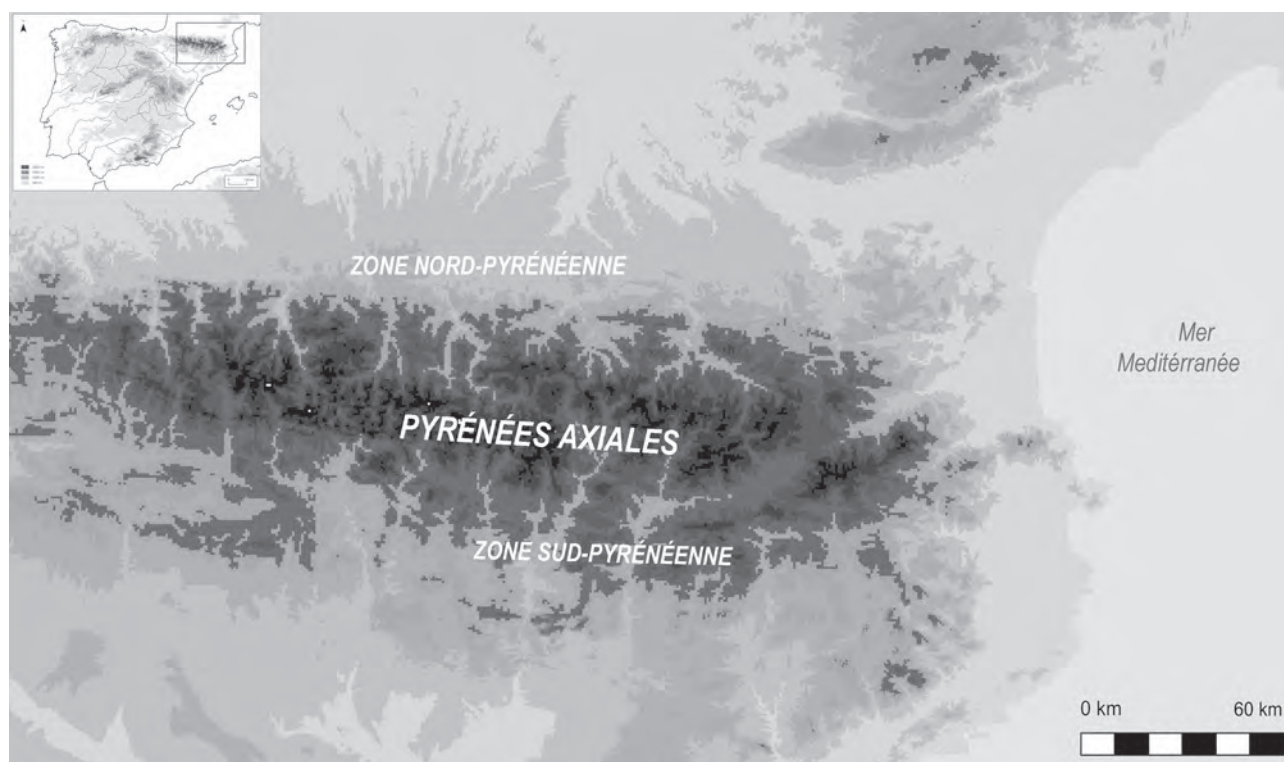 ZONE NORD-PYRÉNÉENNE
Mer
Meditérranée
PYRÉNÉES AXIALES
ZONE SUD-PYRÉNÉENNE
0 km 60 km